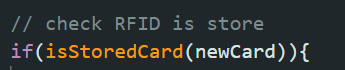 // check RFID is store
if(isStoredCard(newCard)){